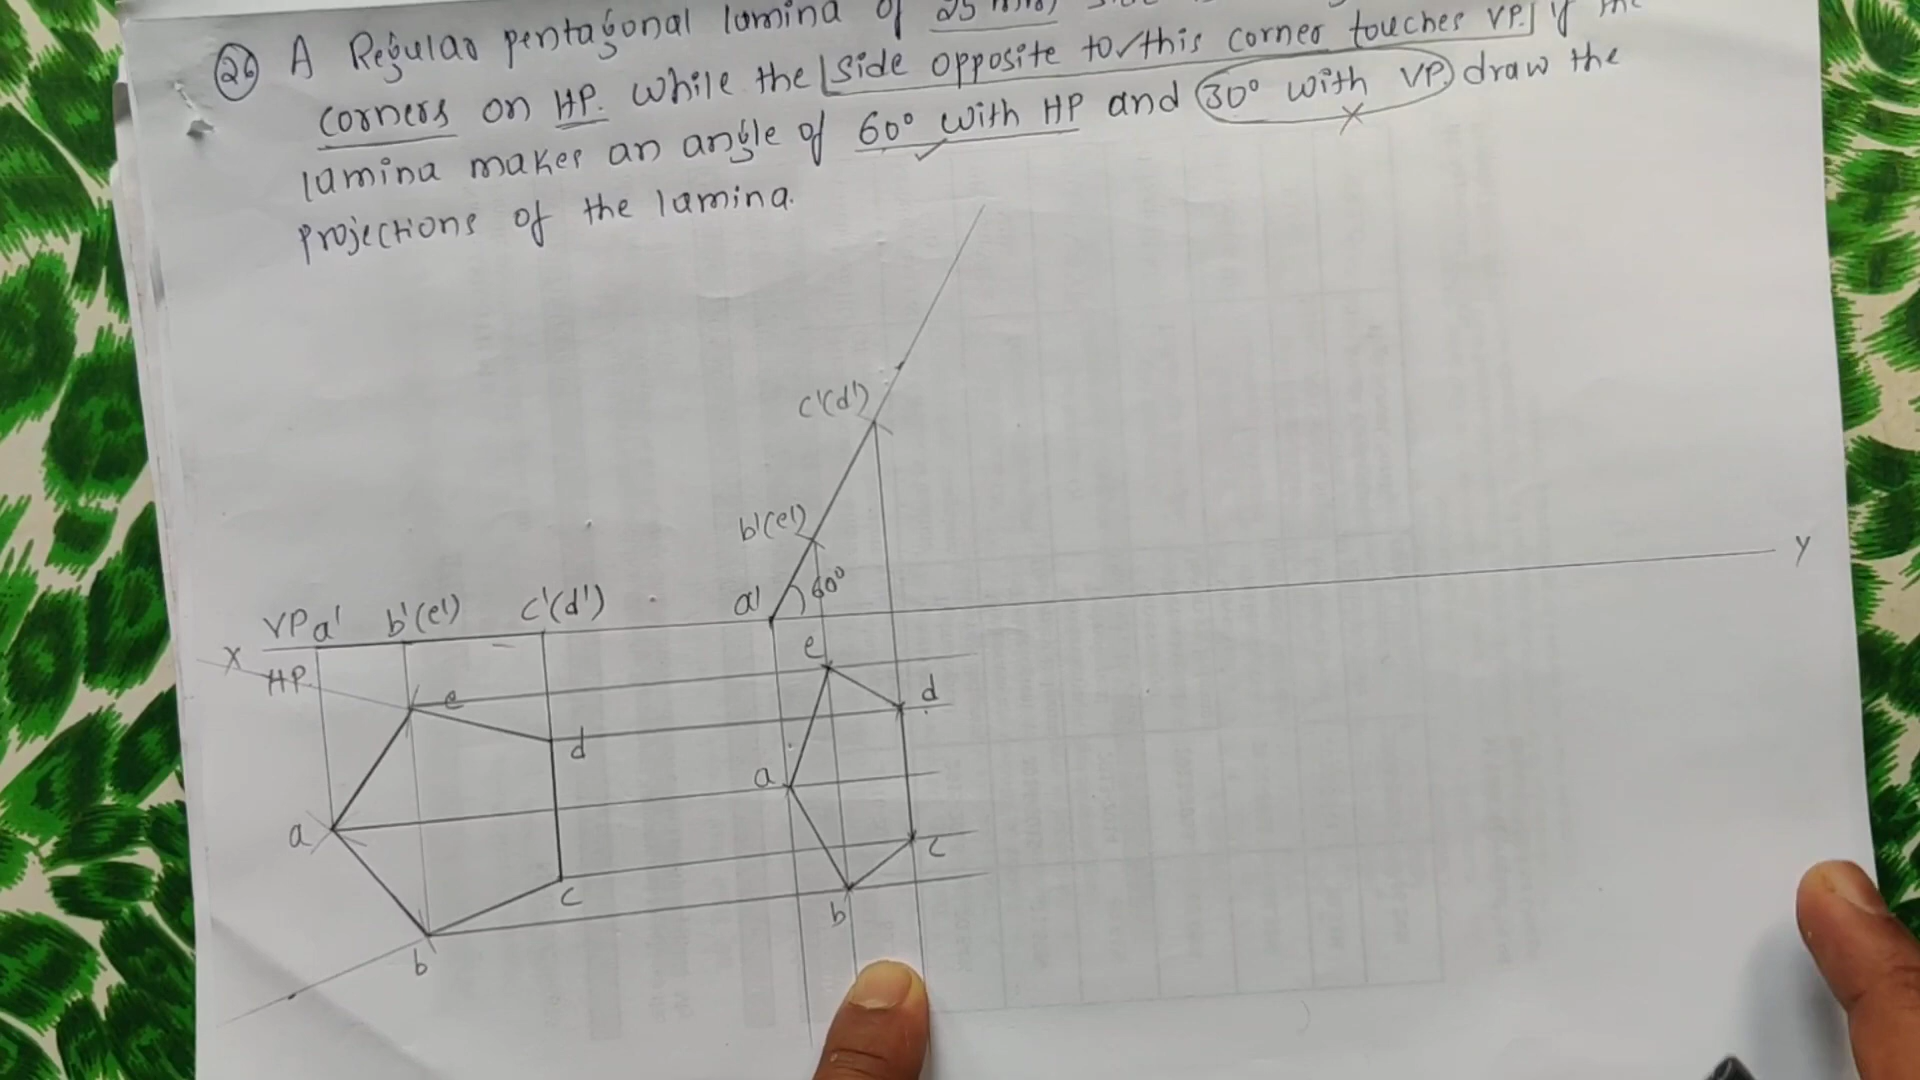 26 A Regular pentagonal lamina of 25 mm
corners on HP. while the side opposite to this corner touches VP. If the
lamina makes an angle of 60° with HP and 30° with VP draw the
projections of the lamina.
c'(d')
b'(e')
a' 60°
y
x VP a' b'(e') c'(d')
HP
e
d
a
c
b
e
d
a
c
b